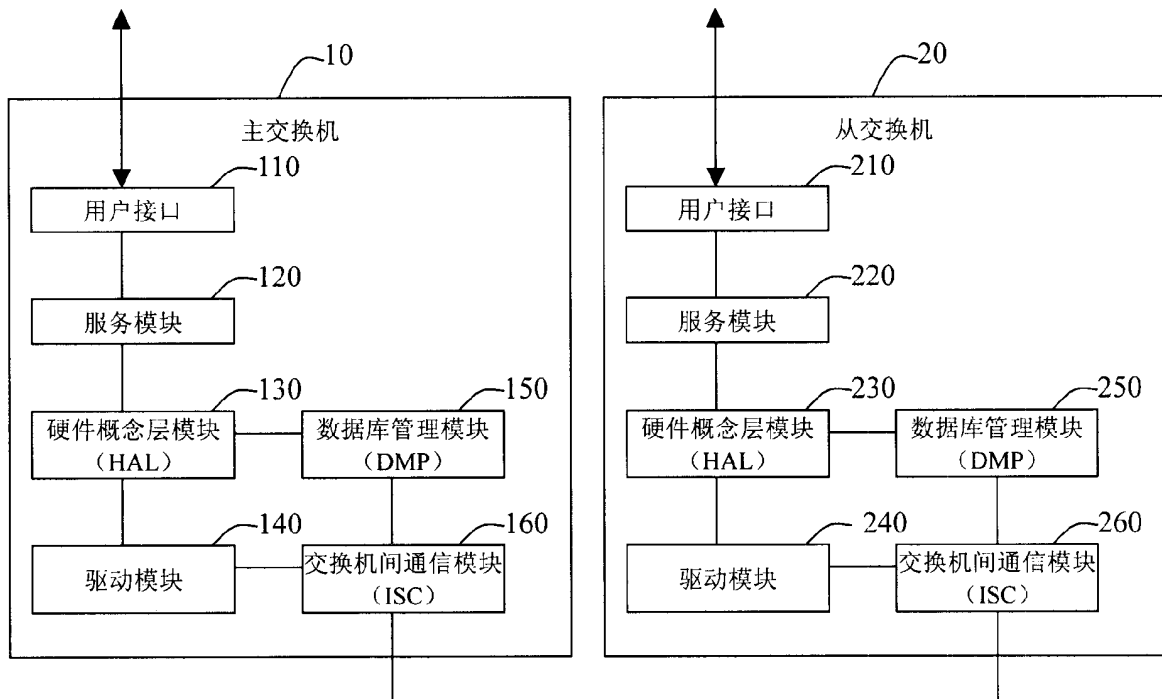 10
主交换机
110
用户接口
120
服务模块
130
硬件概念层模块
（HAL）
150
数据库管理模块
（DMP）
140
驱动模块
160
交换机间通信模块
（ISC）
20
从交换机
210
用户接口
220
服务模块
230
硬件概念层模块
（HAL）
250
数据库管理模块
（DMP）
240
驱动模块
260
交换机间通信模块
（ISC）